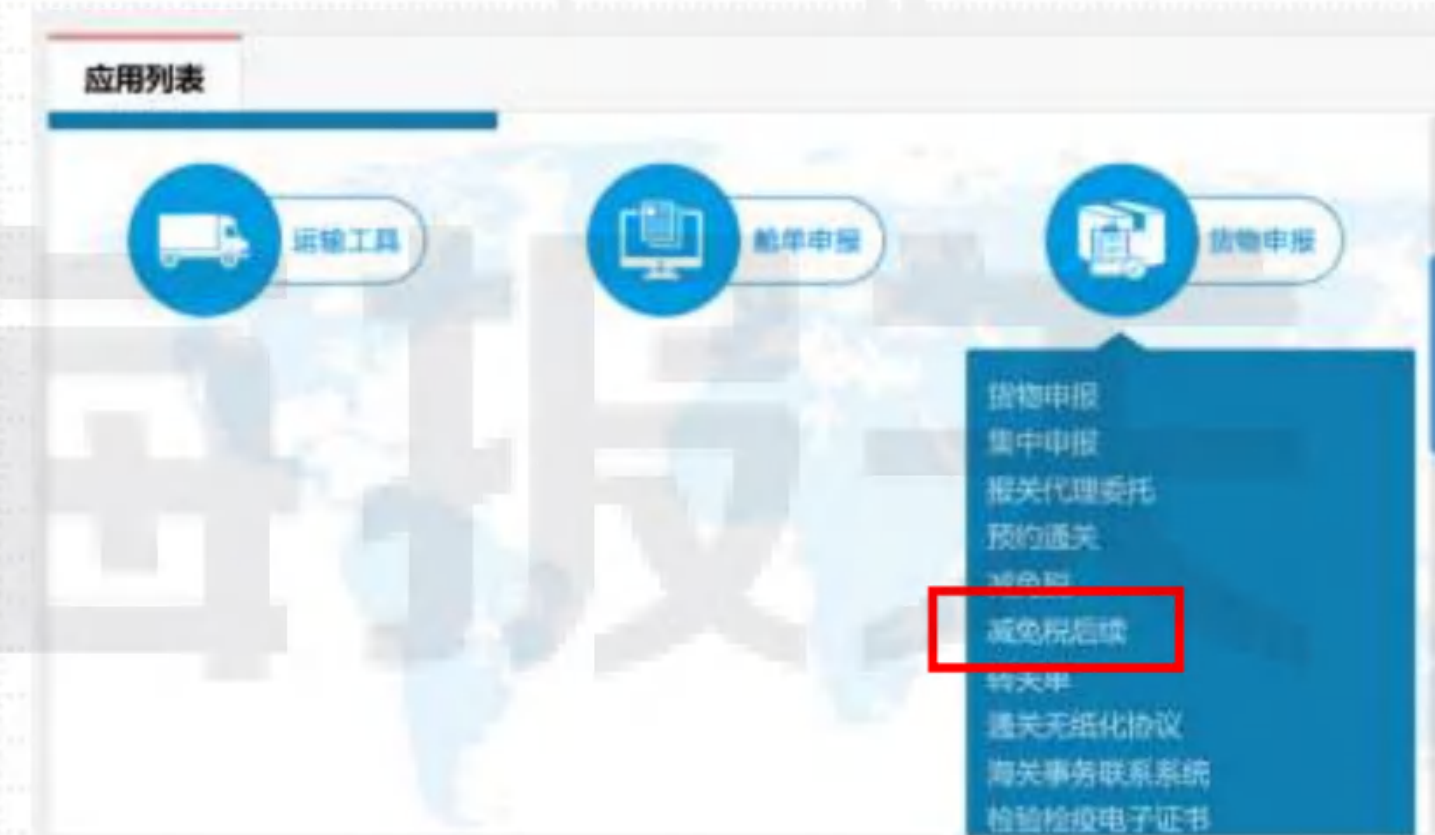 应用列表
运输工具
舱单申报
货物申报
货物申报
集中申报
报关代理委托
预约通关
减免税
减免税后续
转关单
通关无纸化协议
海关事务联系系统
检验检疫电子证书